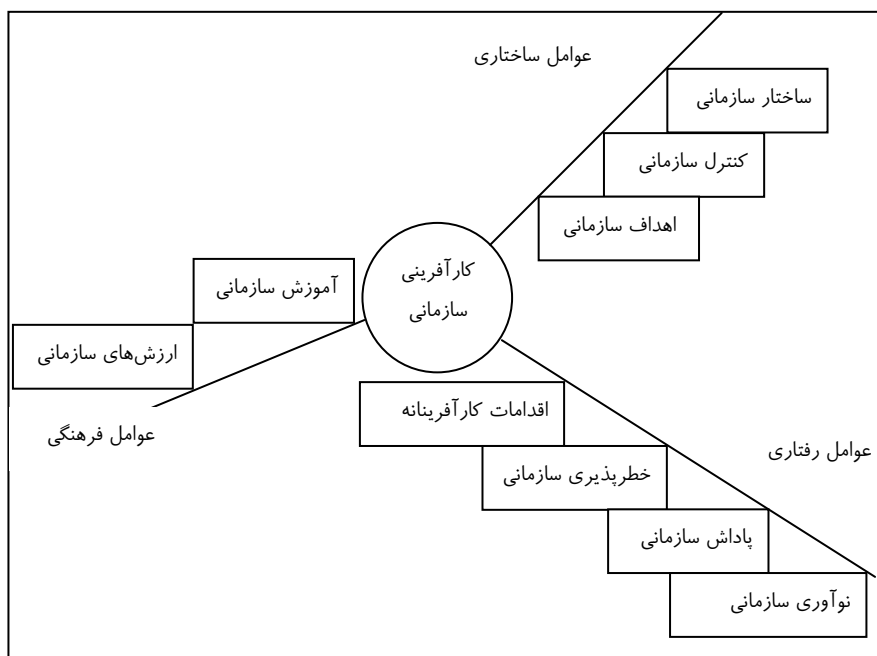 عوامل ساختاری
ساختار سازمانی
کنترل سازمانی
اهداف سازمانی
کارآفرینی
سازمانی
آموزش سازمانی
ارزش‌های سازمانی
عوامل فرهنگی
اقدامات کارآفرینانه
عوامل رفتاری
خطرپذیری سازمانی
پاداش سازمانی
نوآوری سازمانی